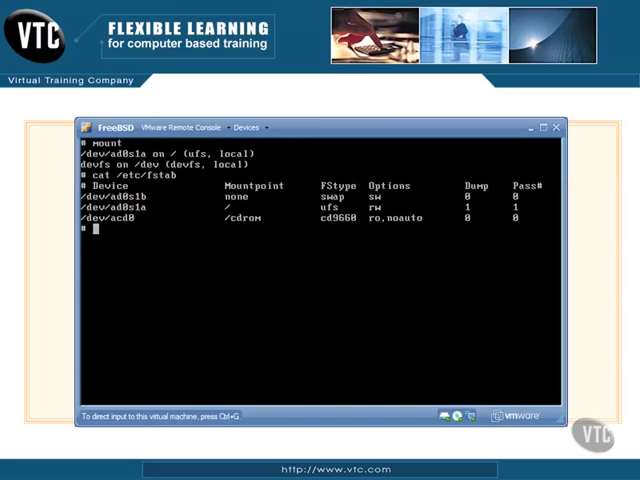 VTC
FLEXIBLE LEARNING
for computer based training
Virtual Training Company
FreeBSD VMware Remote Console Devices
# mount
/dev/ad0s1a on / (ufs, local)
devfs on /dev (devfs, local)
# cat /etc/fstab
# Device Mountpoint FStype Options Dump Pass#
/dev/ad0s1b none swap sw 0 0
/dev/ad0s1a / ufs rw 1 1
/dev/acd0 /cdrom cd9660 ro,noauto 0 0
#
To direct input to this virtual machine, press Ctrl+G.
vmware
VTC
http://www.vtc.com